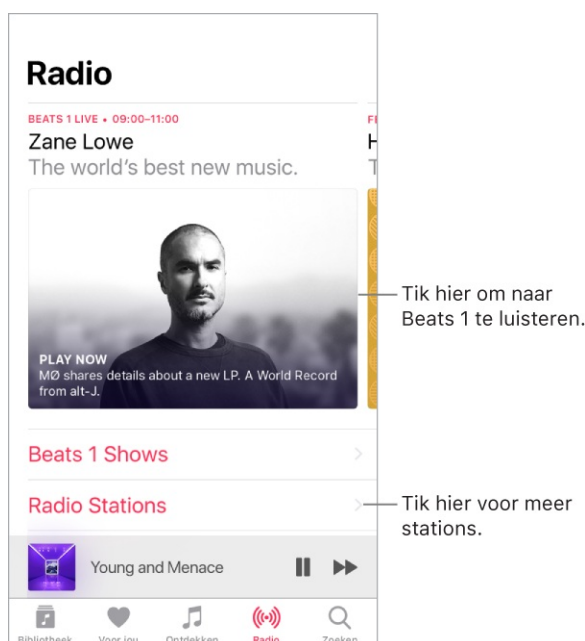 Radio
BEATS 1 LIVE • 09:00–11:00
Zane Lowe
The world's best new music.
PLAY NOW
MØ shares details about a new LP. A World Record
from alt-J.
Tik hier om naar
Beats 1 te luisteren.
Beats 1 Shows
Radio Stations
Tik hier voor meer
stations.
Young and Menace
Bibliotheek Voor jou Ontdekken Radio Zoeken